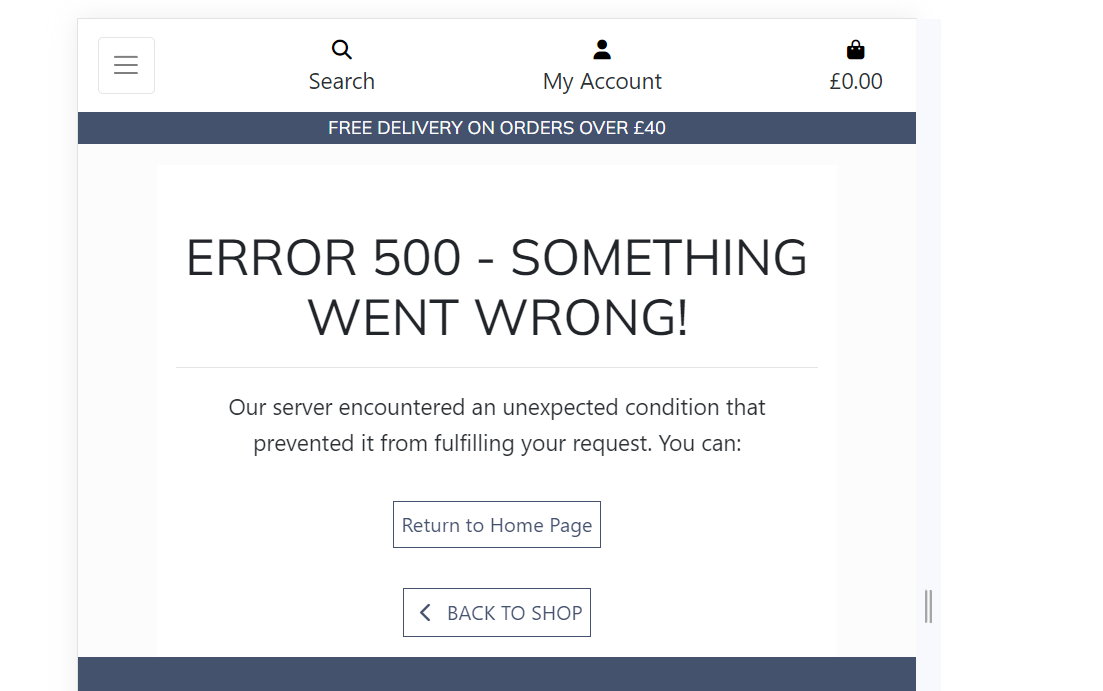 Search
My Account
£0.00
FREE DELIVERY ON ORDERS OVER £40
ERROR 500 - SOMETHING
WENT WRONG!
Our server encountered an unexpected condition that
prevented it from fulfilling your request. You can:
Return to Home Page
BACK TO SHOP